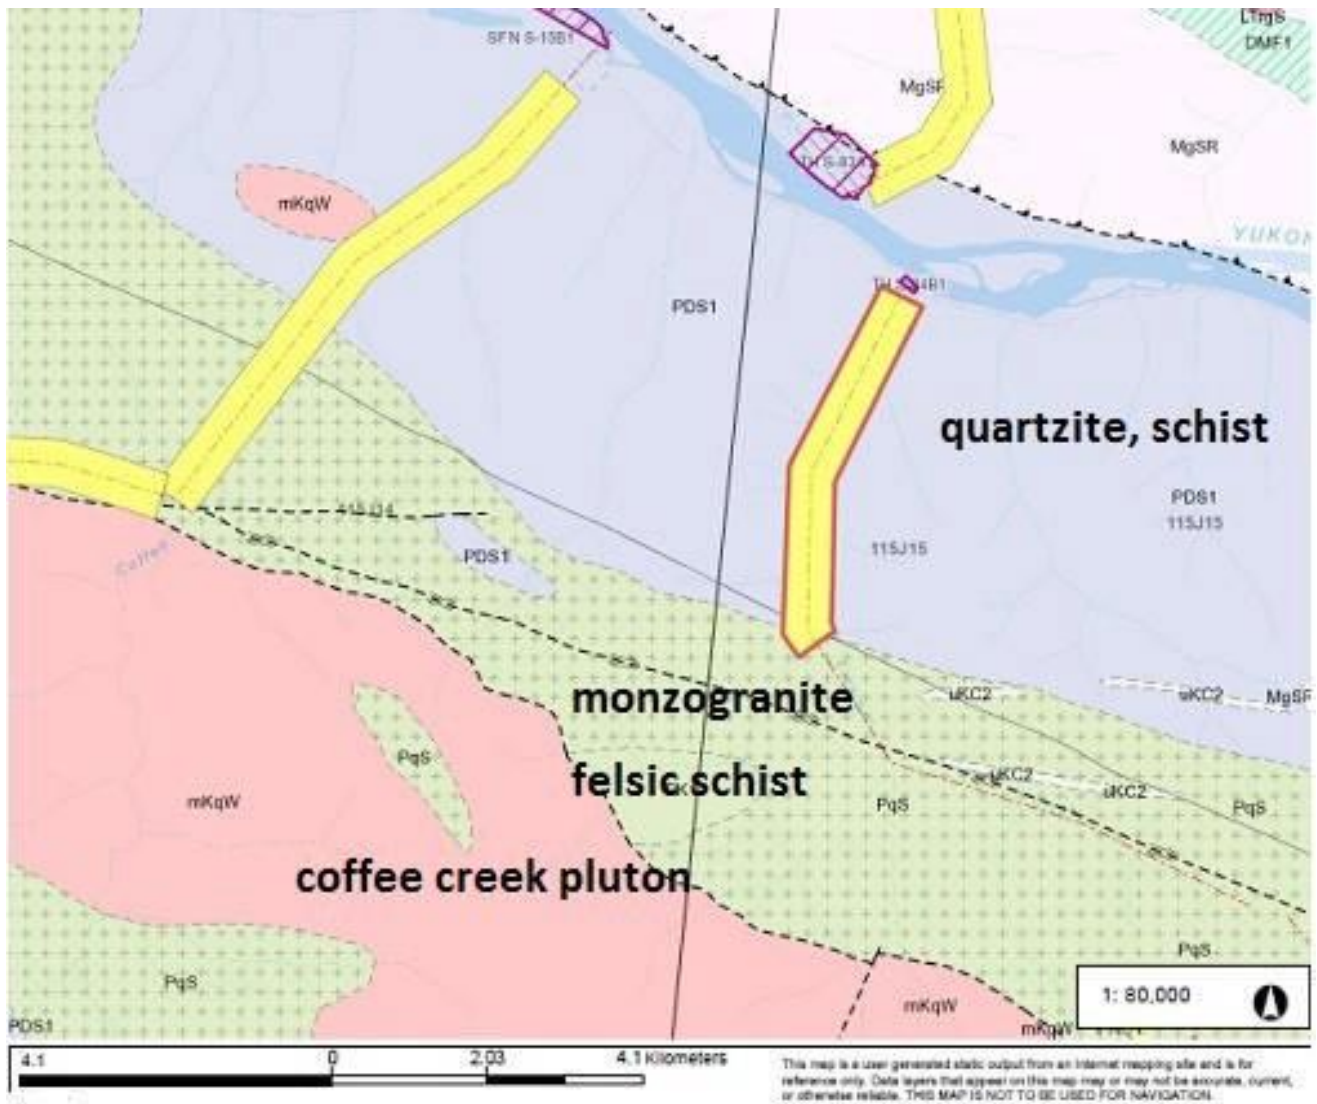 LTrgS
SFN S-13B1
DMF1
MgSR
MgSR
YUKON
mKqW
PDS1
quartzite, schist
PDS1
115J15
115J15
PDS1
uKC2
uKC2
MgSR
monzogranite
PqS
felsic schist
uKC2
uKC2
mKqW
PqS
PqS
coffee creek pluton
PqS
PqS
1: 80,000
mKqW
PDS1
mKqW
4.1 0 2.03 4.1 Kilometers
This map is a user generated static output from an Internet mapping site and is for
reference only. Data layers that appear on this map may or may not be accurate, current,
or otherwise reliable. THIS MAP IS NOT TO BE USED FOR NAVIGATION.